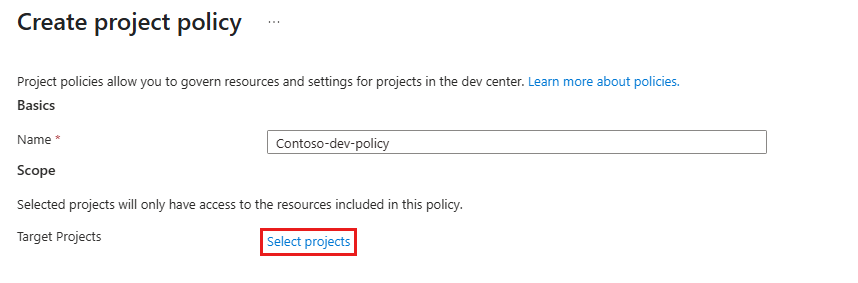 Create project policy ...
Project policies allow you to govern resources and settings for projects in the dev center. Learn more about policies.
Basics
Name *
Contoso-dev-policy
Scope
Selected projects will only have access to the resources included in this policy.
Target Projects
Select projects